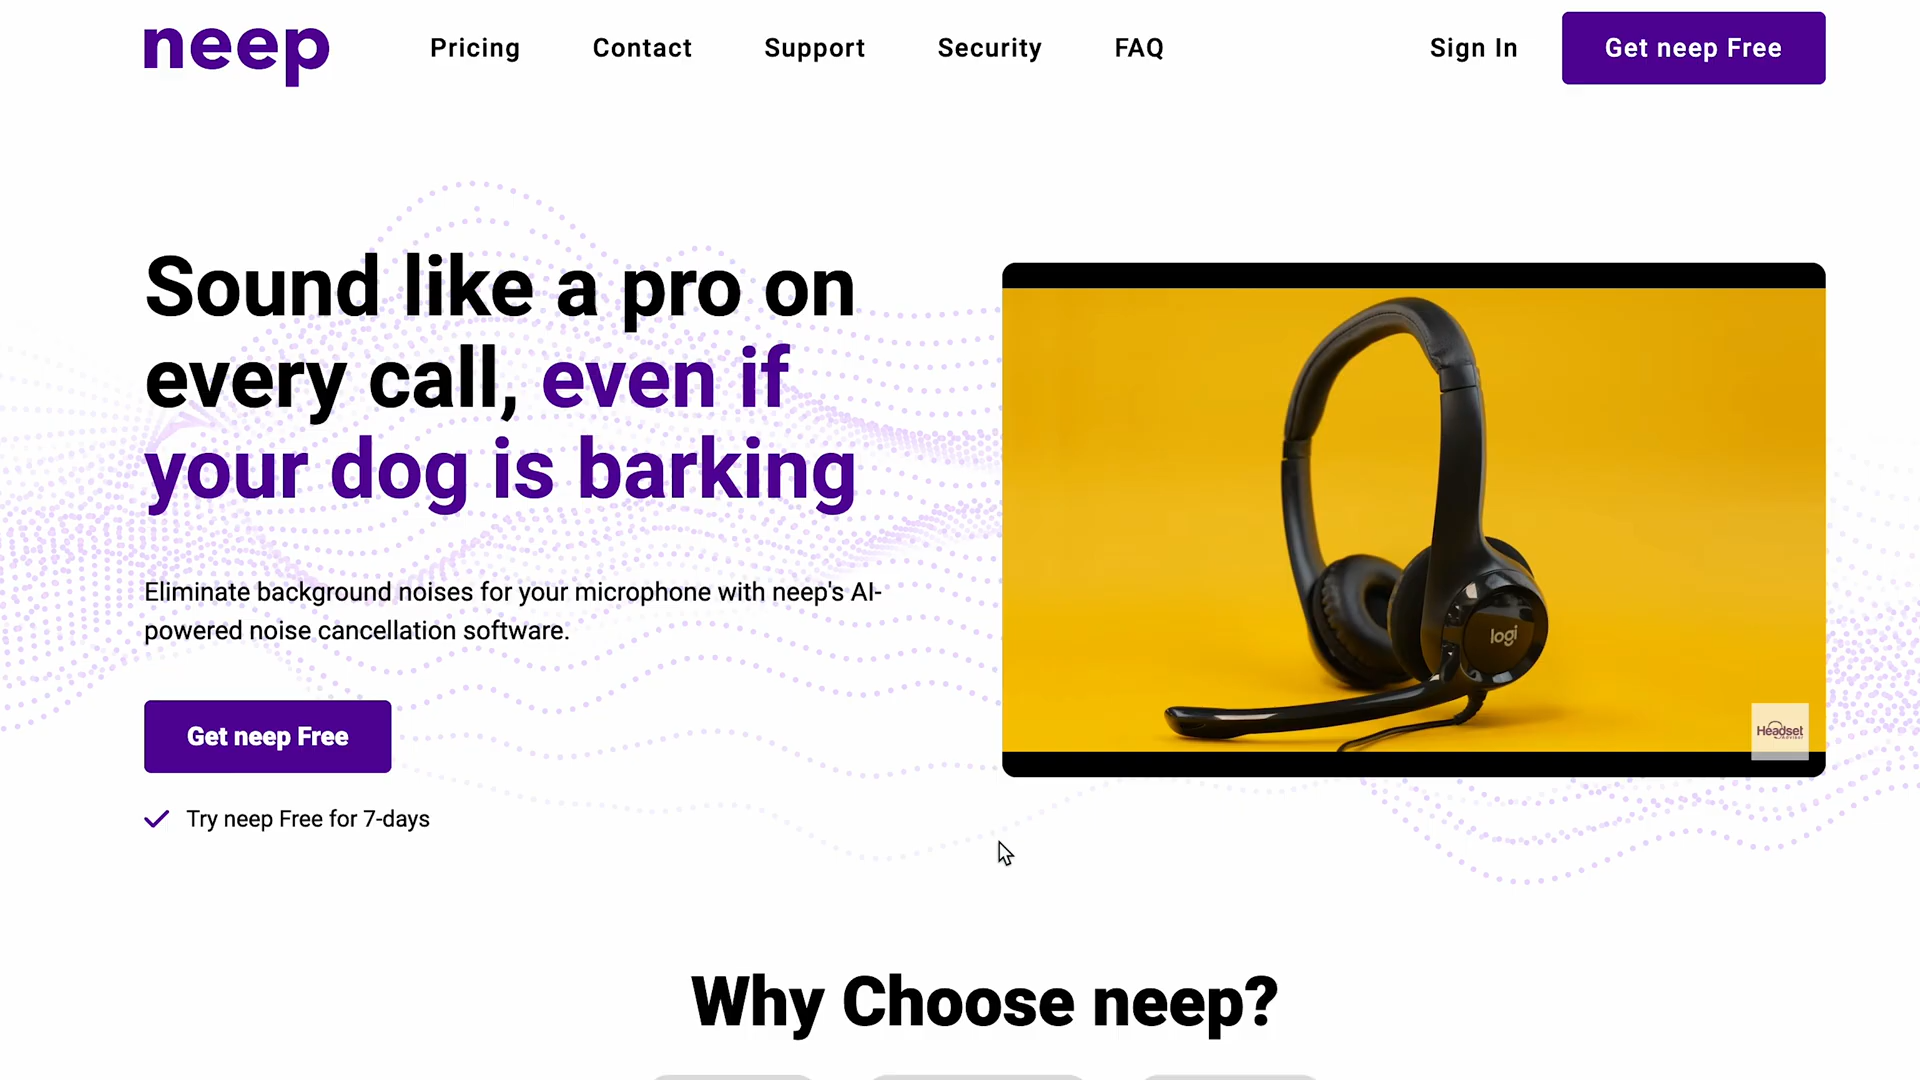 neep
Pricing
Contact
Support
Security
FAQ
Sign In
Get neep Free
Sound like a pro on
every call, even if
your dog is barking
Eliminate background noises for your microphone with neep's AI-
powered noise cancellation software.
Get neep Free
Try neep Free for 7-days
logi
Headset
Why Choose neep?